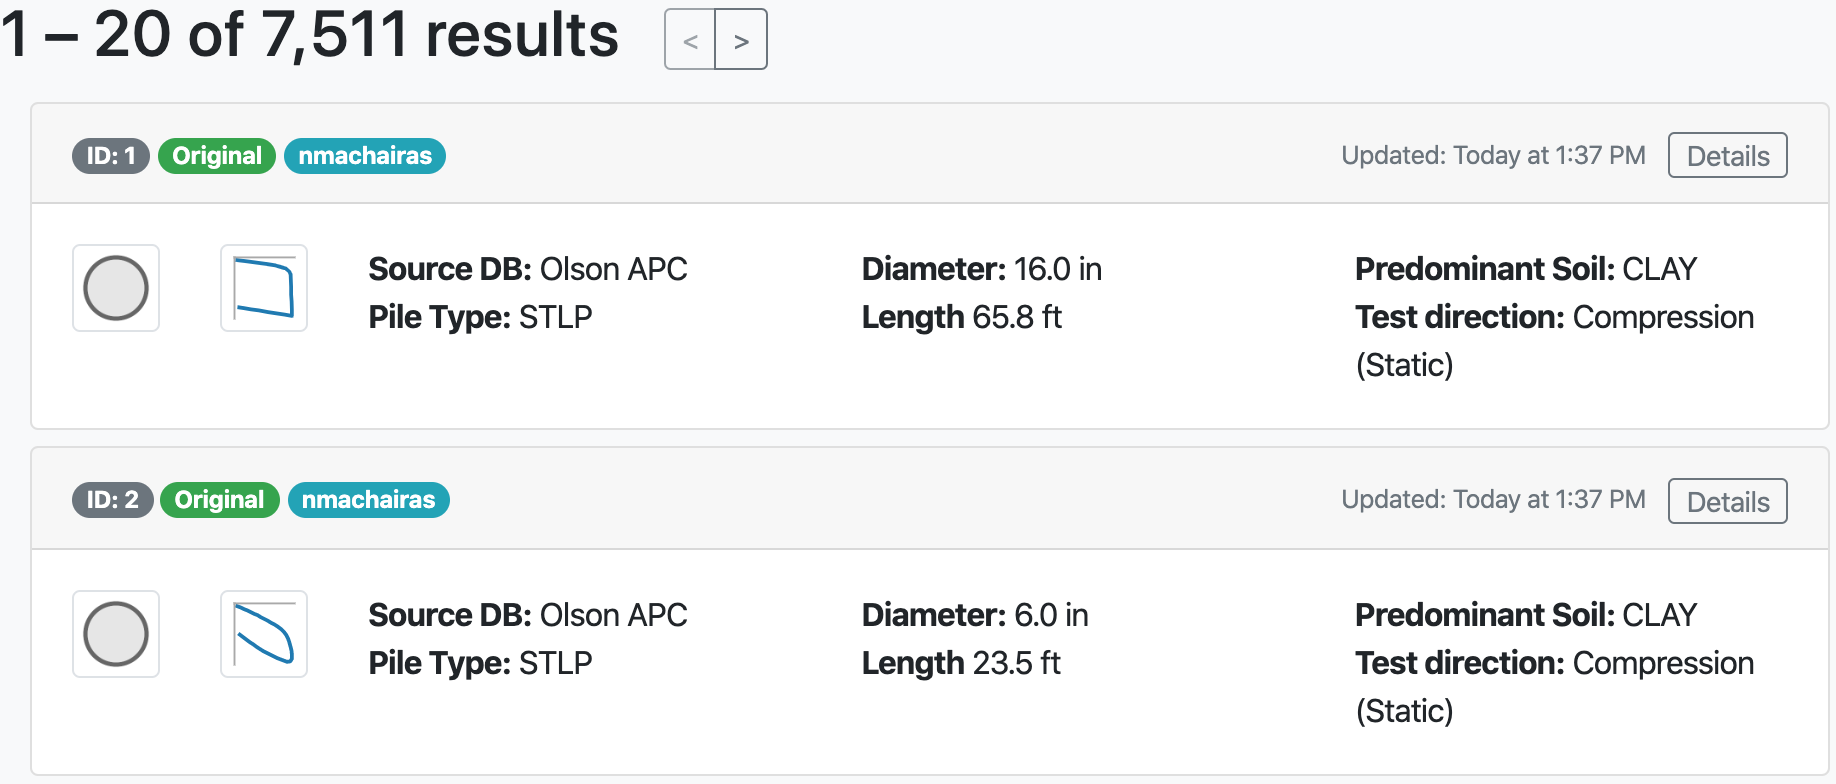 1 – 20 of 7,511 results < >
ID: 1 Original nmachairas Updated: Today at 1:37 PM Details
Source DB: Olson APC Diameter: 16.0 in Predominant Soil: CLAY
Pile Type: STLP Length 65.8 ft Test direction: Compression
(Static)
ID: 2 Original nmachairas Updated: Today at 1:37 PM Details
Source DB: Olson APC Diameter: 6.0 in Predominant Soil: CLAY
Pile Type: STLP Length 23.5 ft Test direction: Compression
(Static)